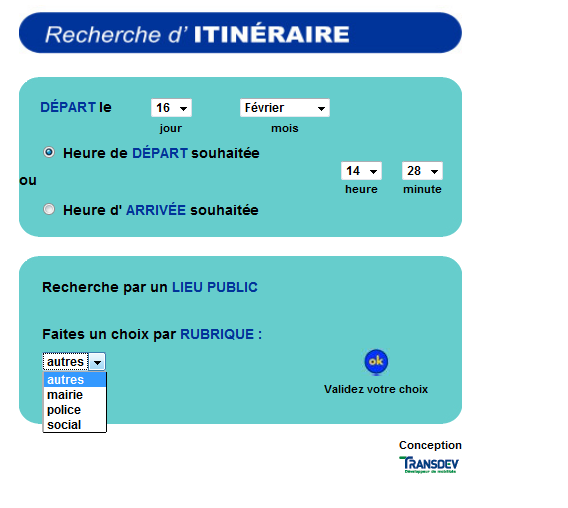 Recherche d' ITINÉRAIRE
DÉPART le 16 Février
jour mois
Heure de DÉPART souhaitée
ou 14 28
heure minute
Heure d' ARRIVÉE souhaitée
Recherche par un LIEU PUBLIC
Faites un choix par RUBRIQUE :
autres
ok
autres
mairie
police
social
Validez votre choix
Conception
TRANSDEV
Développeur de mobilités